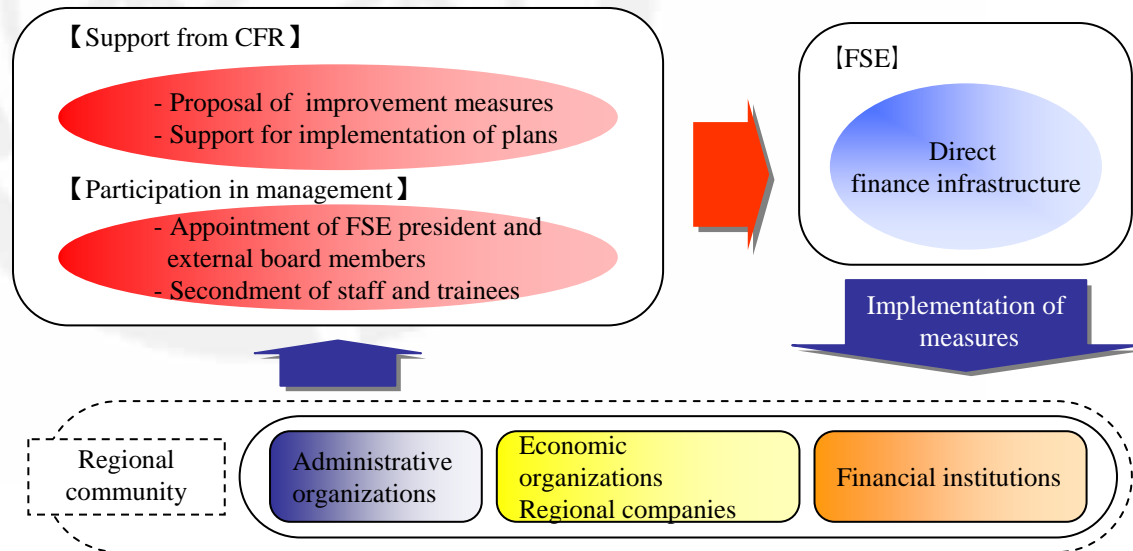 【Support from CFR】
- Proposal of improvement measures
- Support for implementation of plans
【Participation in management】
- Appointment of FSE president and
external board members
- Secondment of staff and trainees
[FSE]
Direct
finance infrastructure
Implementation of
measures
Regional
community
Administrative
organizations
Economic
organizations
Regional companies
Financial institutions